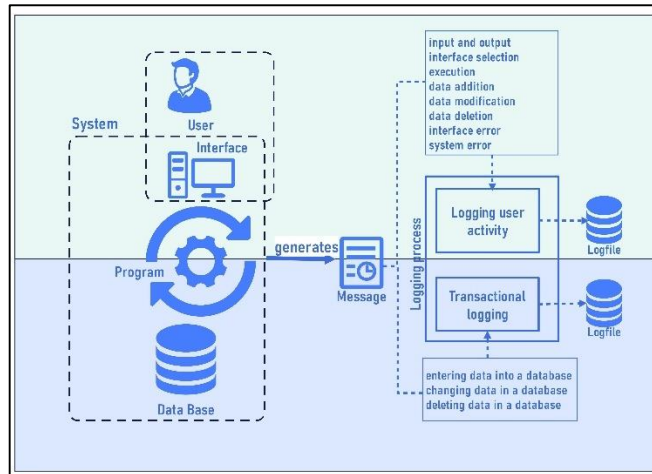 User
System
Interface
Program
Data Base
generates
Message
input and output
interface selection
execution
data addition
data modification
data deletion
interface error
system error
Logging process
Logging user
activity
Logfile
Transactional
logging
Logfile
entering data into a database
changing data in a database
deleting data in a database